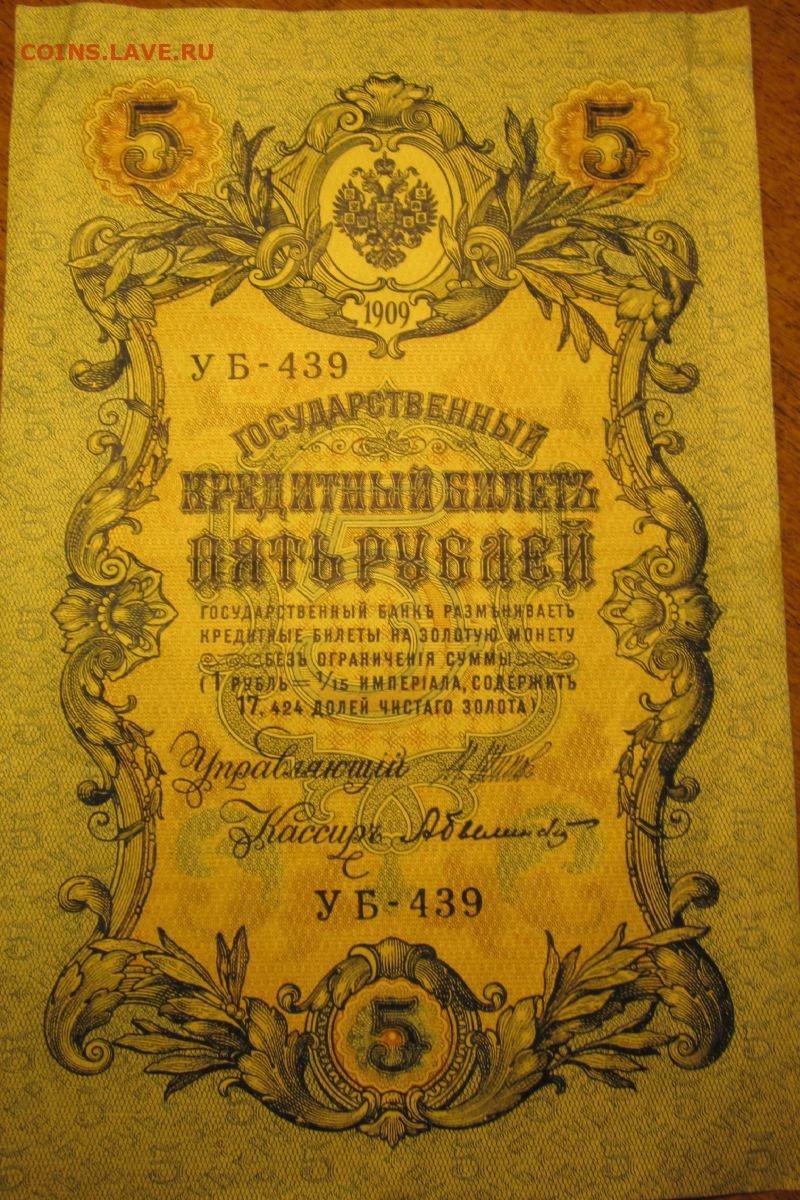 COINS.LAVE.RU
5 5
1909
УБ-439
ГОСУДАРСТВЕННЫЙ
КРЕДИТНЫЙ БИЛЕТЪ
ПЯТЬ РУБЛЕЙ
ГОСУДАРСТВЕННЫЙ БАНКЪ РАЗМѢНИВАЕТЪ
КРЕДИТНЫЕ БИЛЕТЫ НА ЗОЛОТУЮ МОНЕТУ
БЕЗЪ ОГРАНИЧЕНІЯ СУММЫ
(1 РУБЛЬ = 1/15 ИМПЕРІАЛА, СОДЕРЖИТЪ
17,424 ДОЛЕЙ ЧИСТАГО ЗОЛОТА).
Управляющій
Кассиръ
УБ-439
5